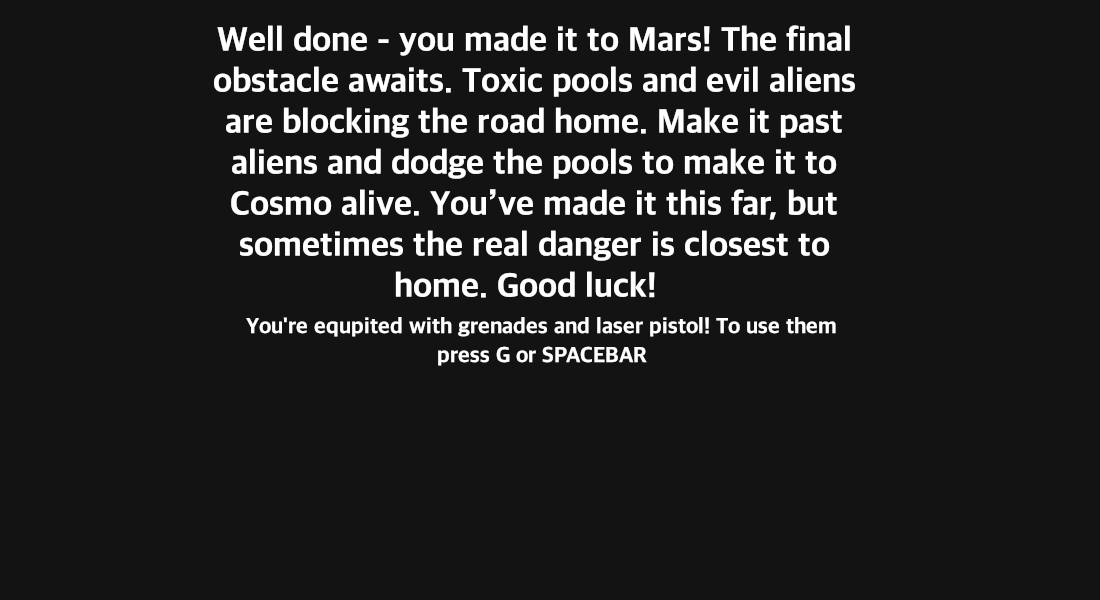 Well done - you made it to Mars! The final
obstacle awaits. Toxic pools and evil aliens
are blocking the road home. Make it past
aliens and dodge the pools to make it to
Cosmo alive. You’ve made it this far, but
sometimes the real danger is closest to
home. Good luck!
You're equpited with grenades and laser pistol! To use them
press G or SPACEBAR